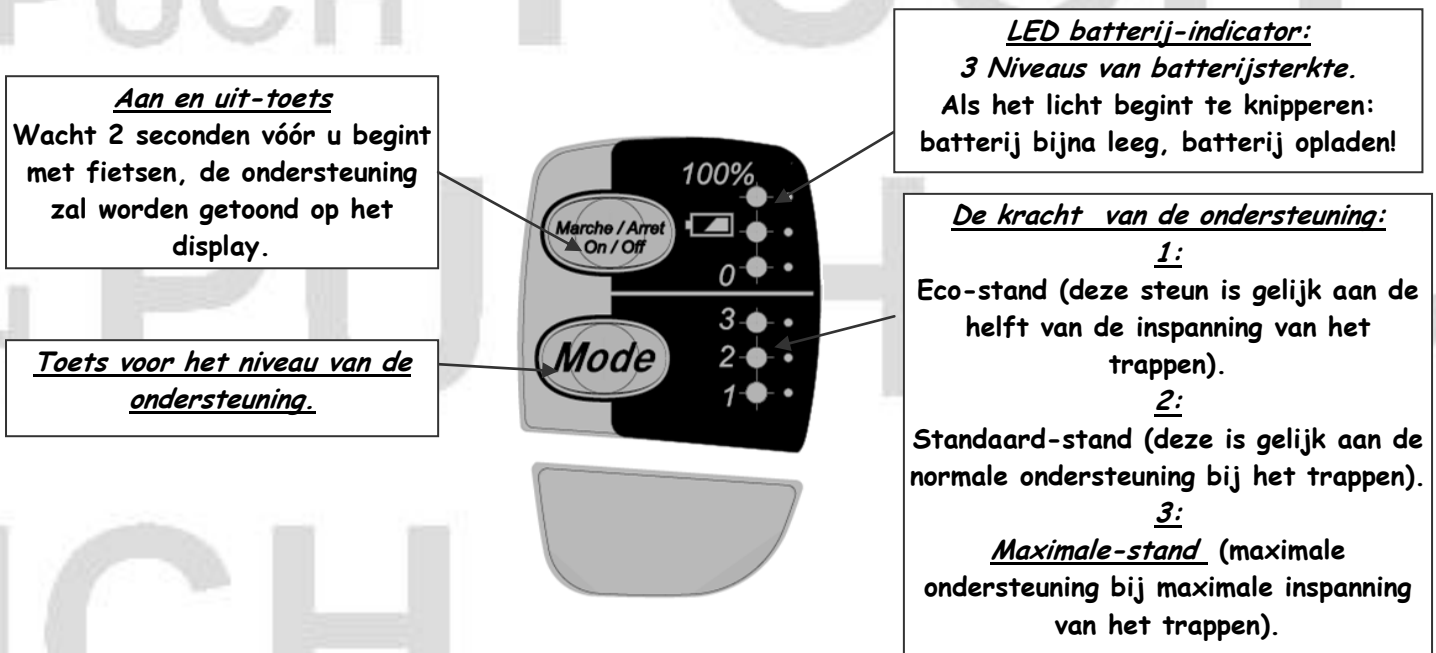 Aan en uit-toets
Wacht 2 seconden vóór u begint
met fietsen, de ondersteuning
zal worden getoond op het
display.
Toets voor het niveau van de
ondersteuning.
Marche / Arret
On / Off
Mode
100%
0
3
2
1
LED batterij-indicator:
3 Niveaus van batterijsterkte.
Als het licht begint te knipperen:
batterij bijna leeg, batterij opladen!
De kracht van de ondersteuning:
1:
Eco-stand (deze steun is gelijk aan de
helft van de inspanning van het
trappen).
2:
Standaard-stand (deze is gelijk aan de
normale ondersteuning bij het trappen).
3:
Maximale-stand (maximale
ondersteuning bij maximale inspanning
van het trappen).